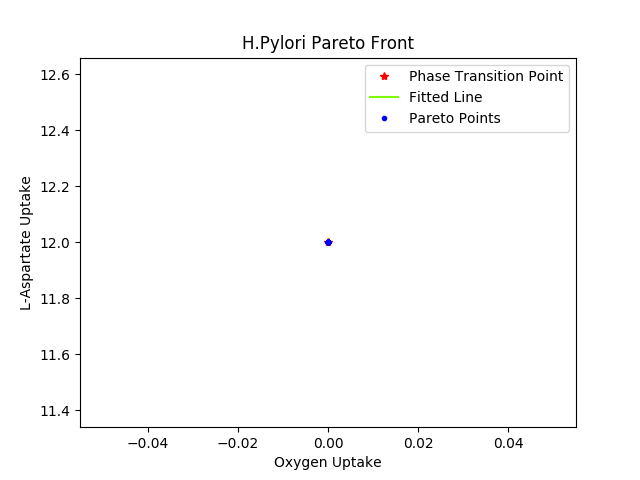 H.Pylori Pareto Front
Phase Transition Point
Fitted Line
Pareto Points
L-Aspartate Uptake
12.6
12.4
12.2
12.0
11.8
11.6
11.4
−0.04
−0.02
0.00
0.02
0.04
Oxygen Uptake